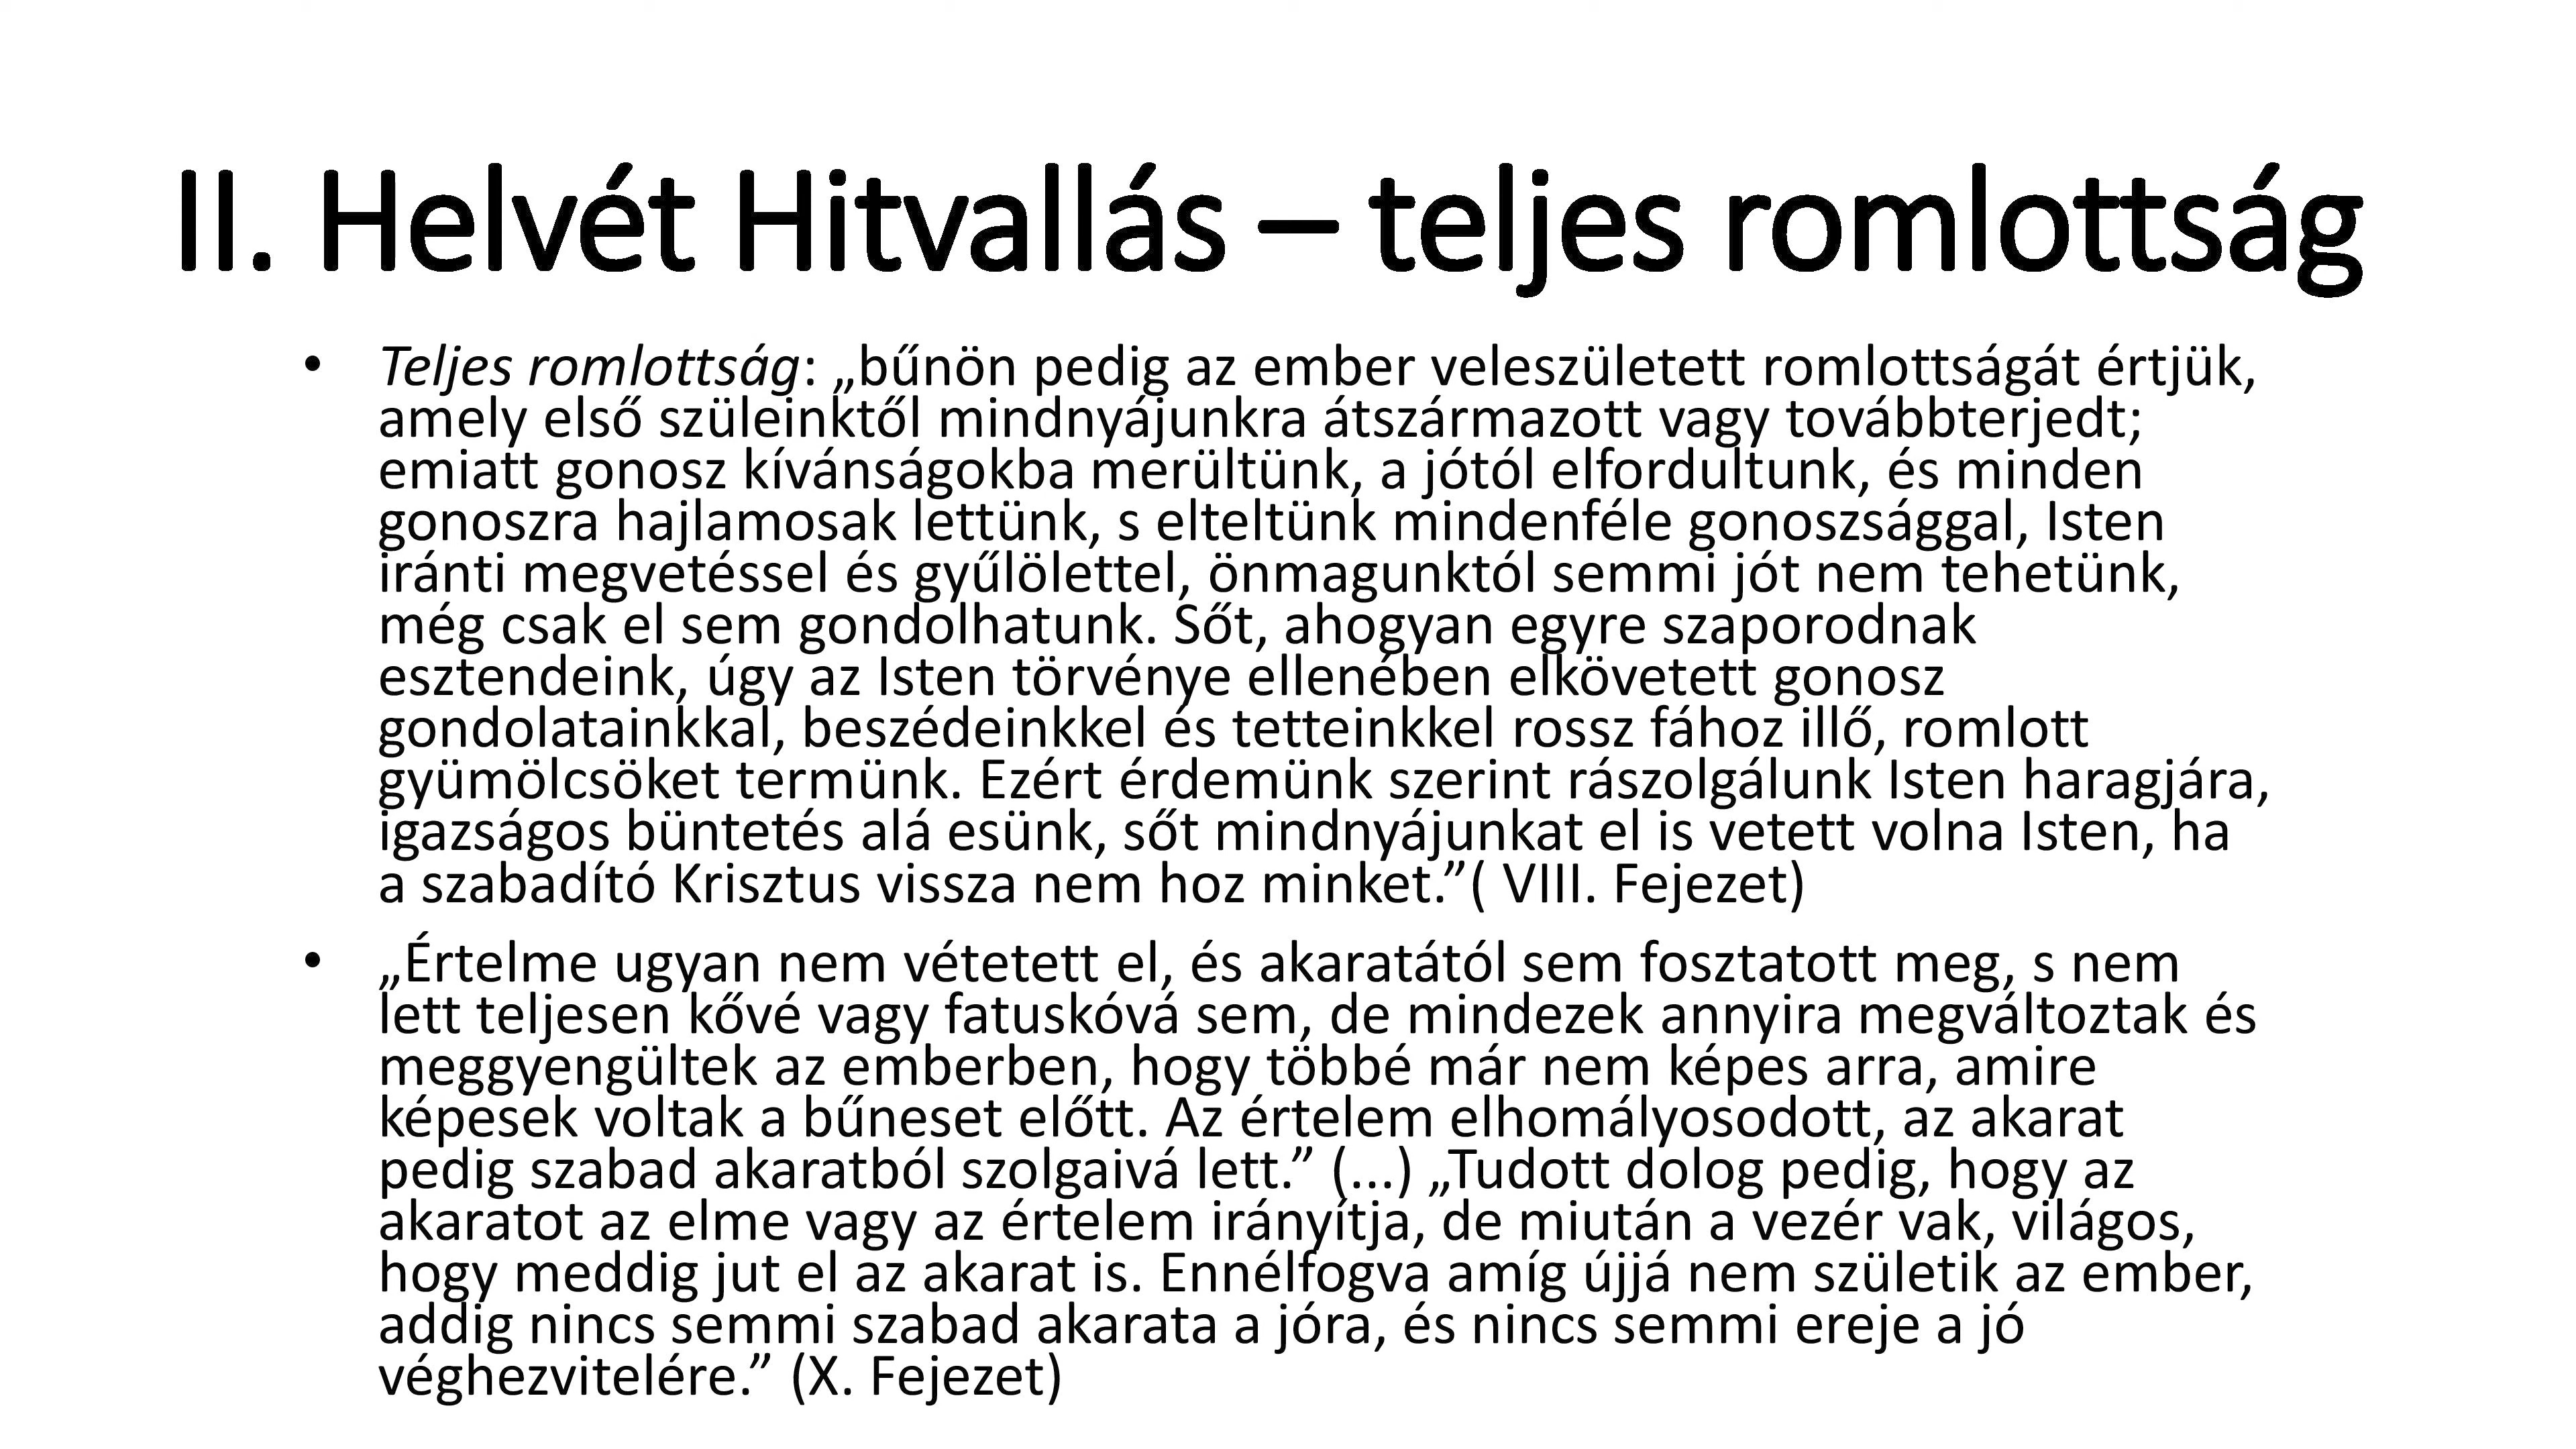 II. Helvét Hitvallás – teljes romlottság
• Teljes romlottság: „bűnön pedig az ember veleszületett romlottságát értjük,
amely első szüleinktől mindnyájunkra átszármazott vagy továbbterjedt;
emiatt gonosz kívánságokba merültünk, a jótól elfordultunk, és minden
gonoszra hajlamosak lettünk, s elteltünk mindenféle gonoszsággal, Isten
iránti megvetéssel és gyűlölettel, önmagunktól semmi jót nem tehetünk,
még csak el sem gondolhatunk. Sőt, ahogyan egyre szaporodnak
esztendeink, úgy az Isten törvénye ellenében elkövetett gonosz
gondolatainkkal, beszédeinkkel és tetteinkkel rossz fához illő, romlott
gyümölcsöket termünk. Ezért érdemünk szerint rászolgálunk Isten haragjára,
igazságos büntetés alá esünk, sőt mindnyájunkat el is vetett volna Isten, ha
a szabadító Krisztus vissza nem hoz minket.”( VIII. Fejezet)
• „Értelme ugyan nem vétetett el, és akaratától sem fosztatott meg, s nem
lett teljesen kővé vagy fatuskóvá sem, de mindezek annyira megváltoztak és
meggyengültek az emberben, hogy többé már nem képes arra, amire
képesek voltak a bűneset előtt. Az értelem elhomályosodott, az akarat
pedig szabad akaratból szolgaivá lett.” (...) „Tudott dolog pedig, hogy az
akaratot az elme vagy az értelem irányítja, de miután a vezér vak, világos,
hogy meddig jut el az akarat is. Ennélfogva amíg újjá nem születik az ember,
addig nincs semmi szabad akarata a jóra, és nincs semmi ereje a jó
véghezvitelére.” (X. Fejezet)